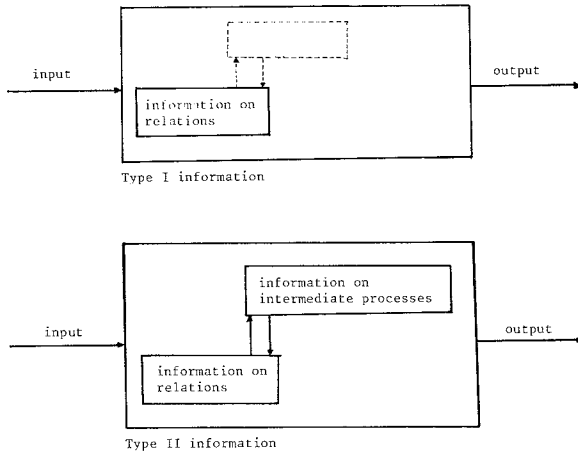 input
output
information on
relations
Type I information
information on
intermediate processes
input
output
information on
relations
Type II information